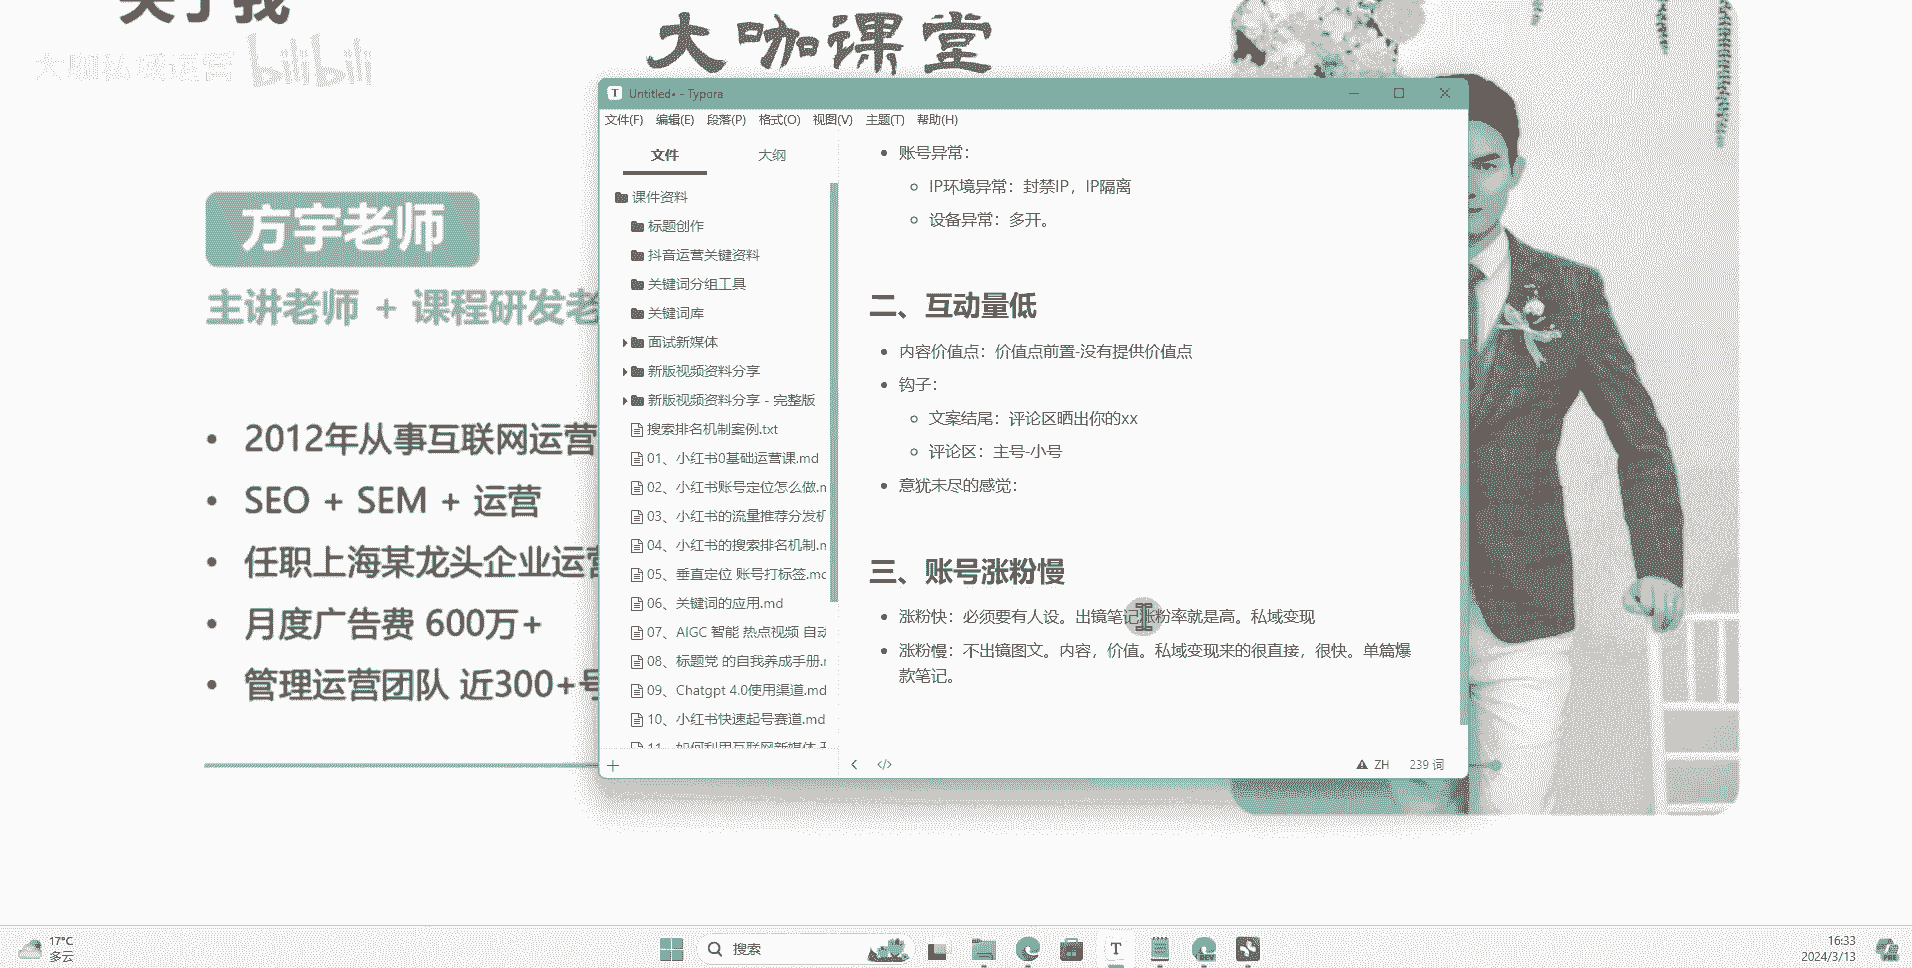 关于我
大咖私域运营 bilibili
大咖课堂
方宇老师
主讲老师 + 课程研发老
2012年从事互联网运营
SEO + SEM + 运营
任职上海某龙头企业运营
月度广告费 600万+
管理运营团队 近300+号
Untitled• - Typora
文件(F) 编辑(E) 段落(P) 格式(O) 视图(V) 主题(T) 帮助(H)
文件 大纲
课件资料
标题创作
抖音运营关键资料
关键词分组工具
关键词库
面试新媒体
新版视频资料分享
新版视频资料分享 - 完整版
搜索排名机制案例.txt
01、小红书0基础运营课.md
02、小红书账号定位怎么做.m
03、小红书的流量推荐分发机
04、小红书的搜索排名机制.m
05、垂直定位 账号打标签.mc
06、关键词的应用.md
07、AIGC 智能 热点视频 自动
08、标题党 的自我养成手册.r
09、Chatgpt 4.0使用渠道.md
10、小红书快速起号赛道.md
11、如何利用互联网新媒体
账号异常：
IP环境异常：封禁IP，IP隔离
设备异常：多开。
二、互动量低
内容价值点：价值点前置-没有提供价值点
钩子：
文案结尾：评论区晒出你的xx
评论区：主号-小号
意犹未尽的感觉：
三、账号涨粉慢
涨粉快：必须要有人设。出镜笔记涨粉率就是高。私域变现
涨粉慢：不出镜图文。内容，价值。私域变现来的很直接，很快。单篇爆
款笔记。
ZH 239 词
17°C
多云
搜索
16:33
2024/3/13